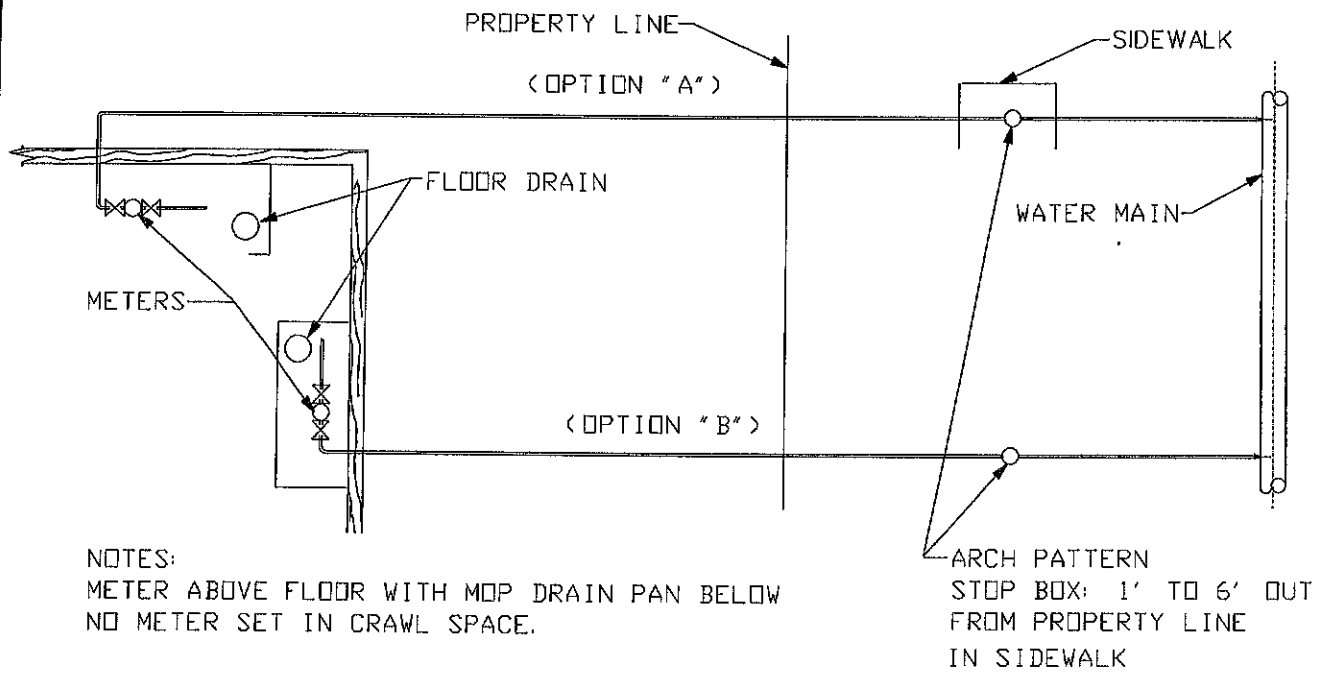 PROPERTY LINE
SIDEWALK
(OPTION "A")
FLOOR DRAIN
WATER MAIN
METERS
(OPTION "B")
NOTES:
METER ABOVE FLOOR WITH MOP DRAIN PAN BELOW
NO METER SET IN CRAWL SPACE.
ARCH PATTERN
STOP BOX: 1' TO 6' OUT
FROM PROPERTY LINE
IN SIDEWALK